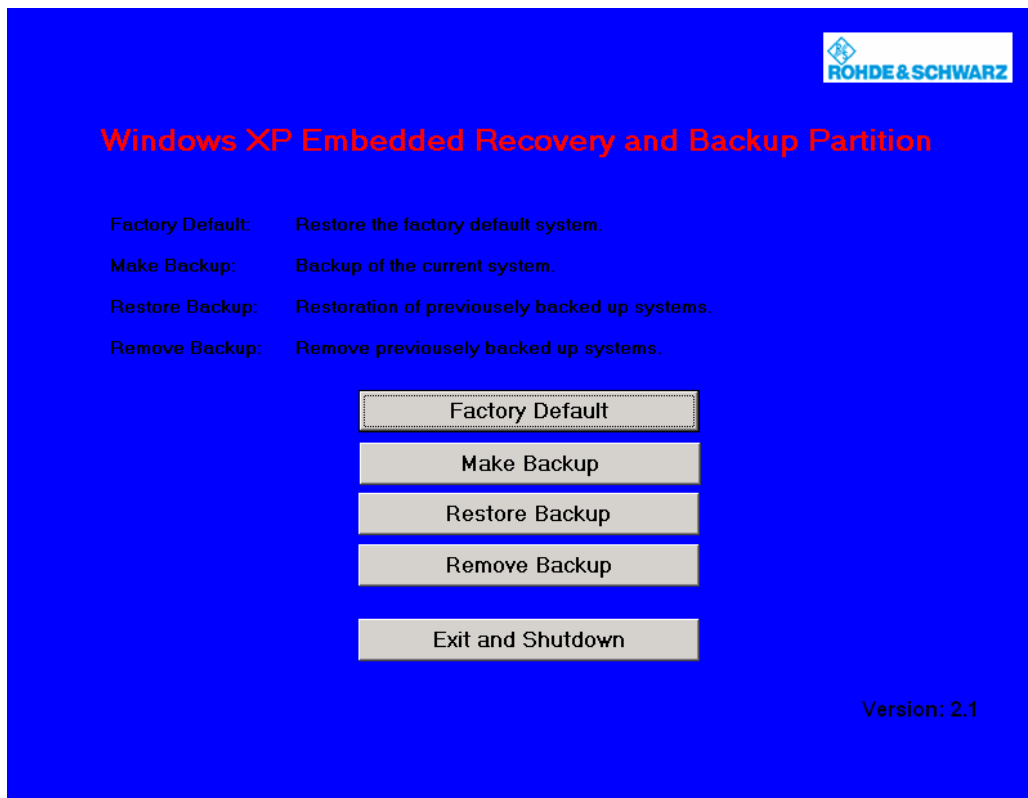 R&S
ROHDE&SCHWARZ
Windows XP Embedded Recovery and Backup Partition
Factory Default: Restore the factory default system.
Make Backup: Backup of the current system.
Restore Backup: Restoration of previousely backed up systems.
Remove Backup: Remove previousely backed up systems.
Factory Default
Make Backup
Restore Backup
Remove Backup
Exit and Shutdown
Version: 2.1